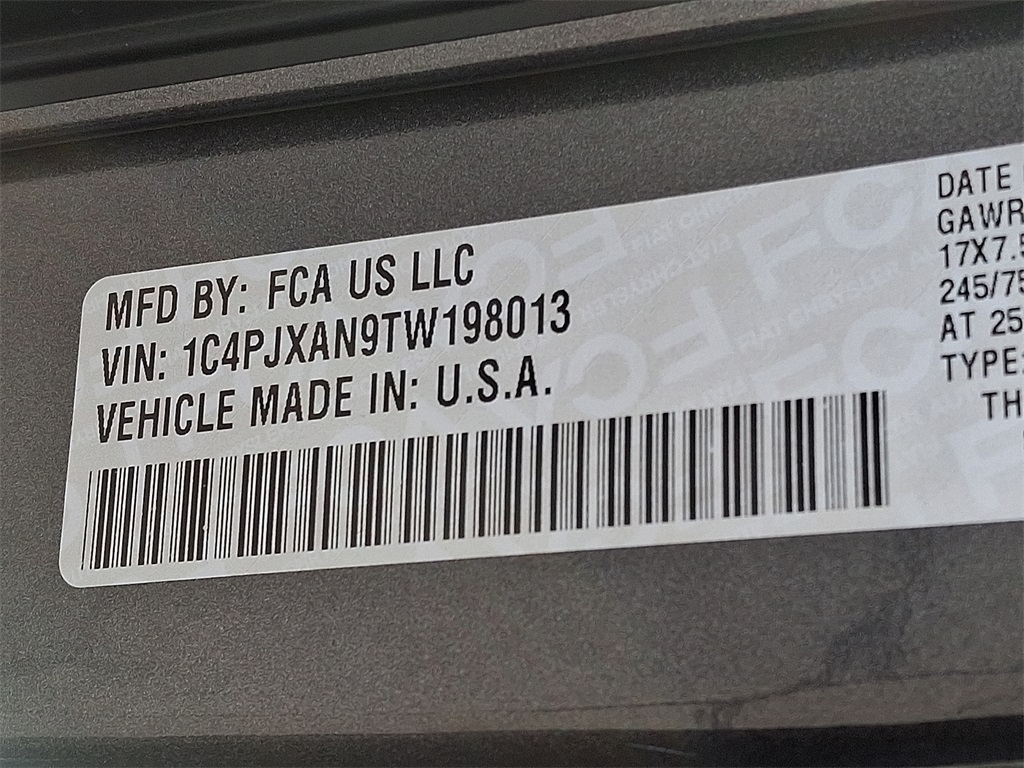 MFD BY: FCA US LLC
VIN: 1C4PJXAN9TW198013
VEHICLE MADE IN: U.S.A.
DATE
GAWR
17X7.5
245/75
AT 25
TYPE:
TH